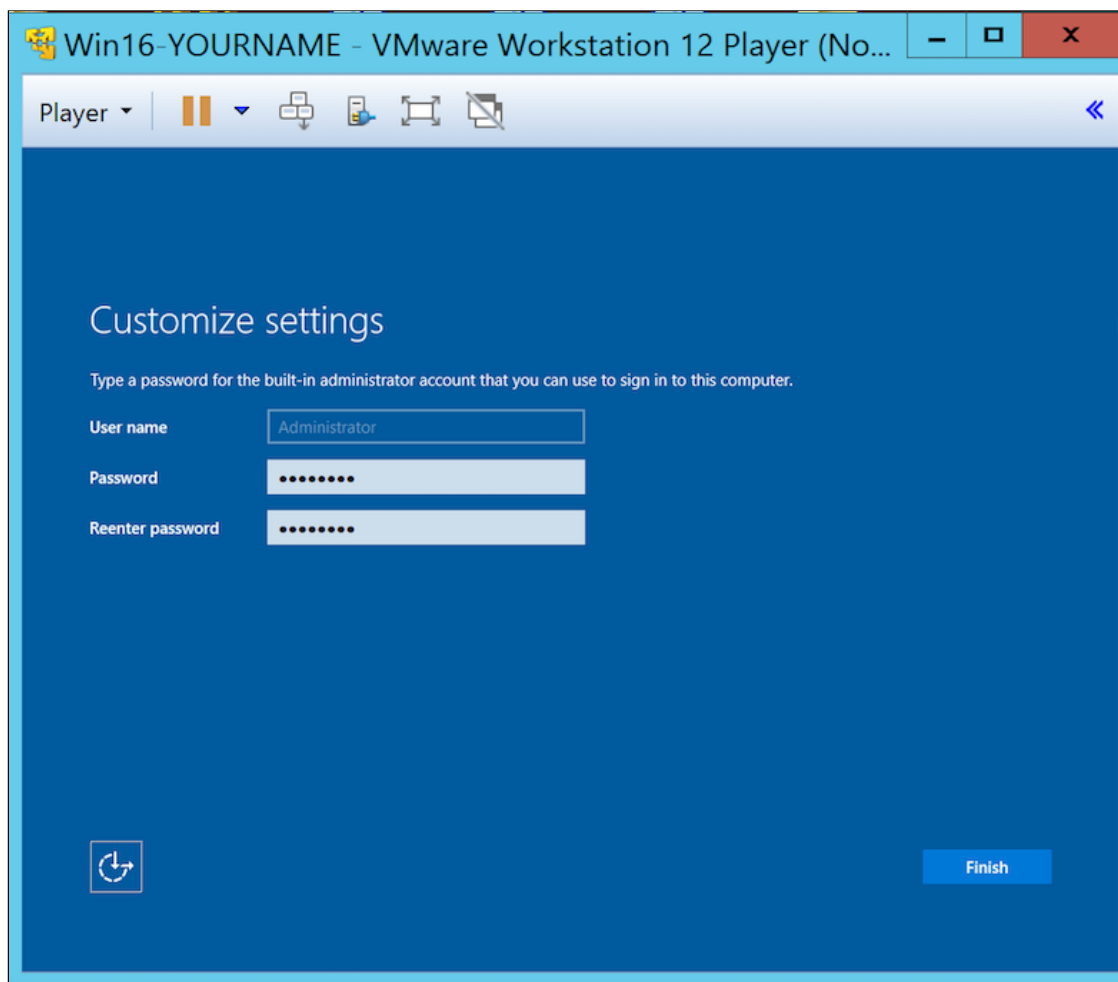 Win16-YOURNAME - VMware Workstation 12 Player (No...
Player
Customize settings
Type a password for the built-in administrator account that you can use to sign in to this computer.
User name Administrator
Password ••••••••
Reenter password ••••••••
Finish